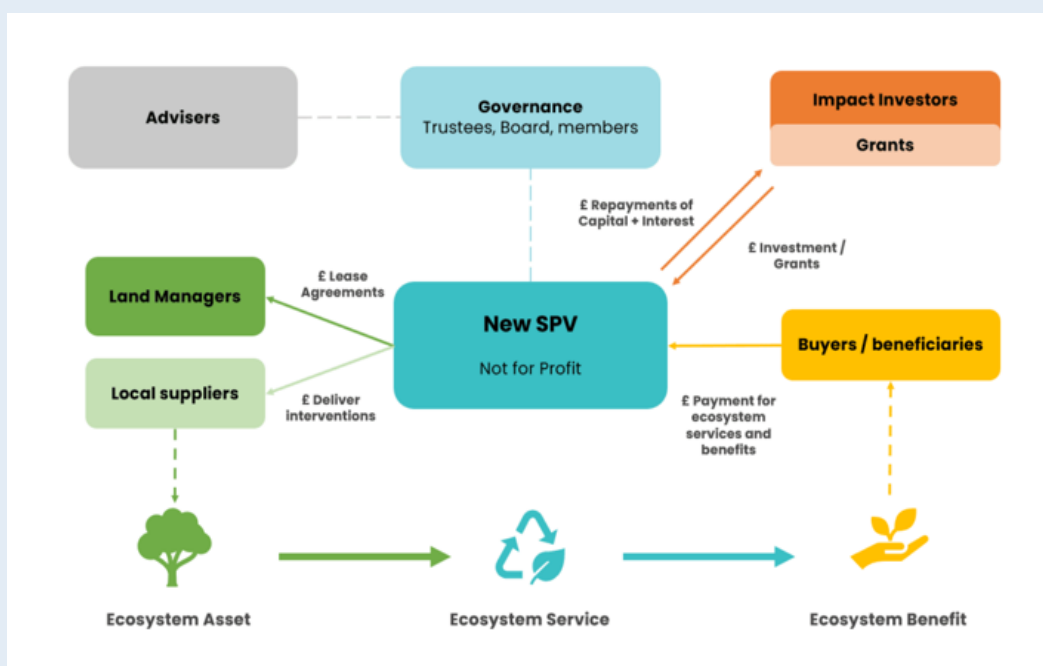 Advisers
Governance
Trustees, Board, members
Impact Investors
Grants
£ Repayments of
Capital + Interest
£ Investment /
Grants
£ Lease
Agreements
Land Managers
New SPV
Not for Profit
Buyers / beneficiaries
Local suppliers
£ Deliver
interventions
£ Payment for
ecosystem
services and
benefits
Ecosystem Asset
Ecosystem Service
Ecosystem Benefit